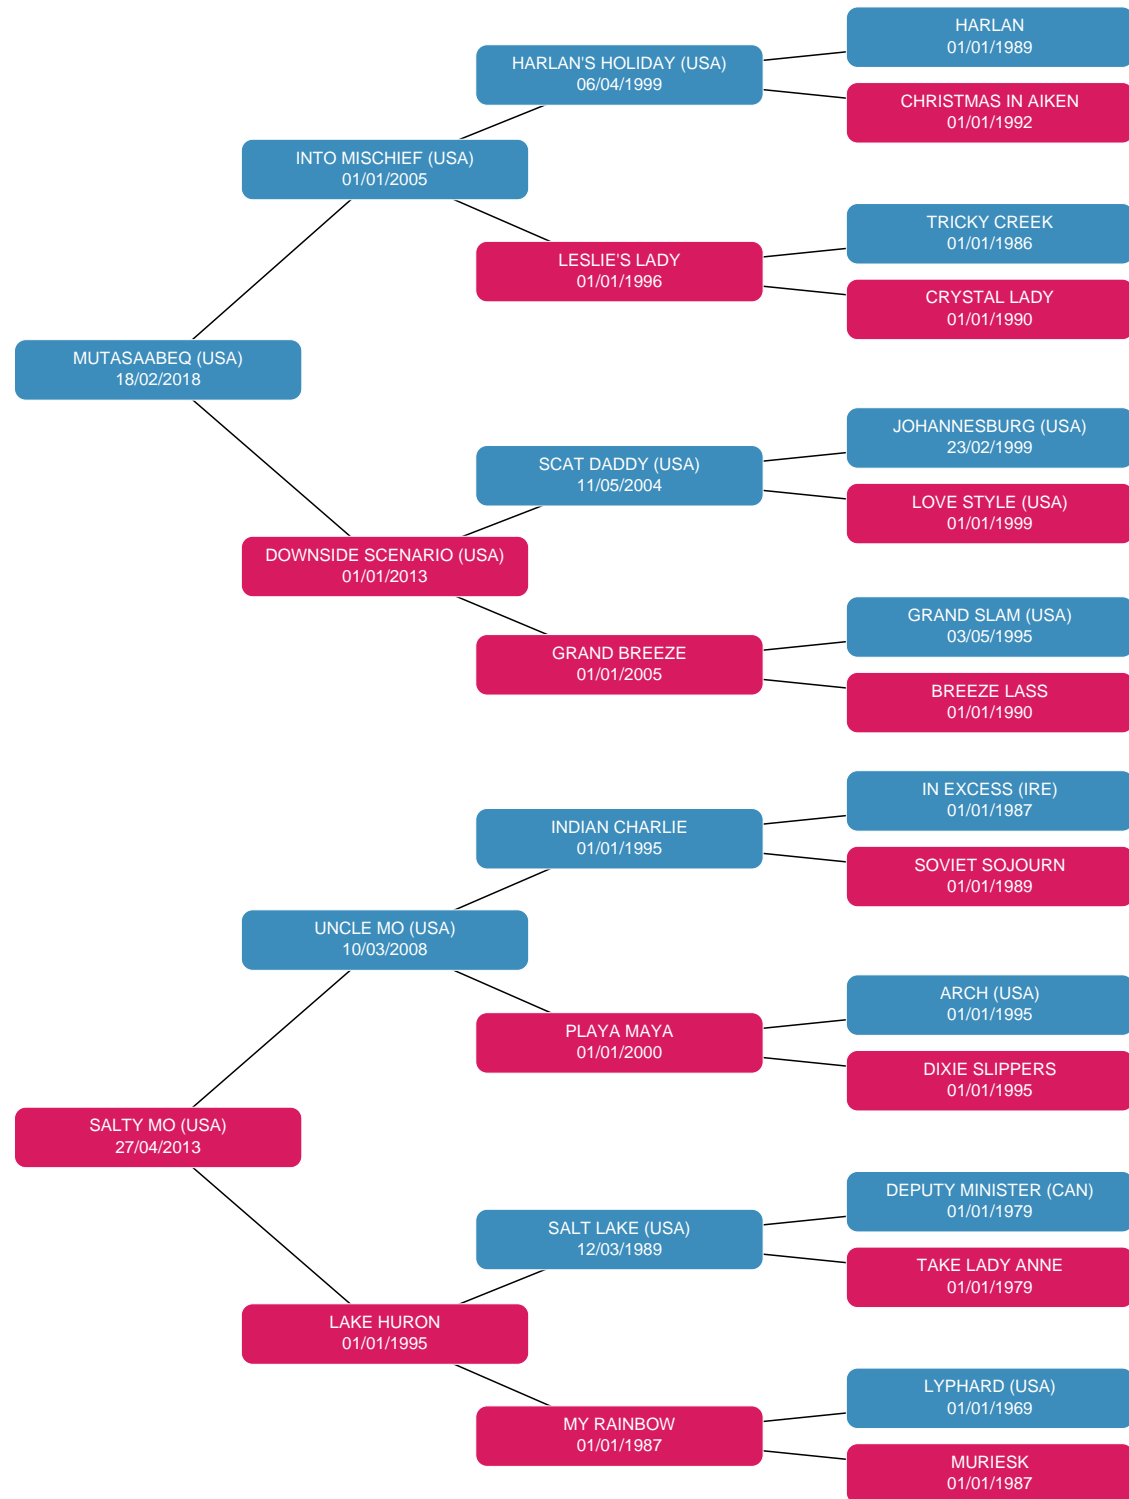 HARLAN
01/01/1989
HARLAN'S HOLIDAY (USA)
06/04/1999
CHRISTMAS IN AIKEN
01/01/1992
INTO MISCHIEF (USA)
01/01/2005
TRICKY CREEK
01/01/1986
LESLIE'S LADY
01/01/1996
CRYSTAL LADY
01/01/1990
MUTASAABEQ (USA)
18/02/2018
JOHANNESBURG (USA)
23/02/1999
SCAT DADDY (USA)
11/05/2004
LOVE STYLE (USA)
01/01/1999
DOWNSIDE SCENARIO (USA)
01/01/2013
GRAND SLAM (USA)
03/05/1995
GRAND BREEZE
01/01/2005
BREEZE LASS
01/01/1990
IN EXCESS (IRE)
01/01/1987
INDIAN CHARLIE
01/01/1995
SOVIET SOJOURN
01/01/1989
UNCLE MO (USA)
10/03/2008
ARCH (USA)
01/01/1995
PLAYA MAYA
01/01/2000
DIXIE SLIPPERS
01/01/1995
SALTY MO (USA)
27/04/2013
DEPUTY MINISTER (CAN)
01/01/1979
SALT LAKE (USA)
12/03/1989
TAKE LADY ANNE
01/01/1979
LAKE HURON
01/01/1995
LYPHARD (USA)
01/01/1969
MY RAINBOW
01/01/1987
MURIESK
01/01/1987